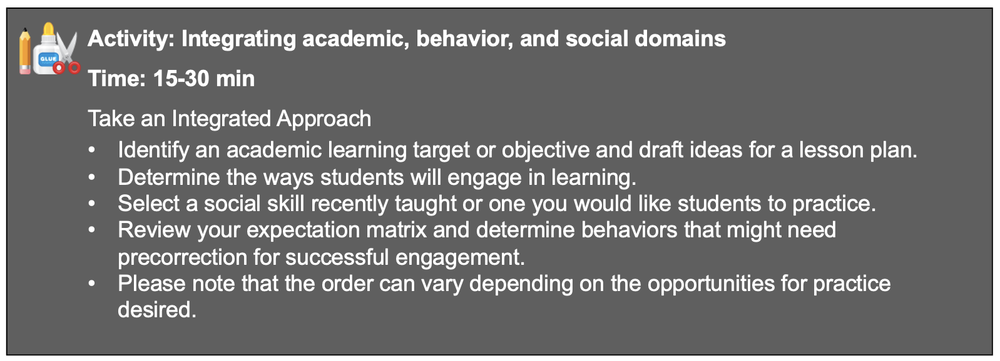 GLUE
Activity: Integrating academic, behavior, and social domains
Time: 15-30 min
Take an Integrated Approach
• Identify an academic learning target or objective and draft ideas for a lesson plan.
• Determine the ways students will engage in learning.
• Select a social skill recently taught or one you would like students to practice.
• Review your expectation matrix and determine behaviors that might need
precorrection for successful engagement.
• Please note that the order can vary depending on the opportunities for practice
desired.